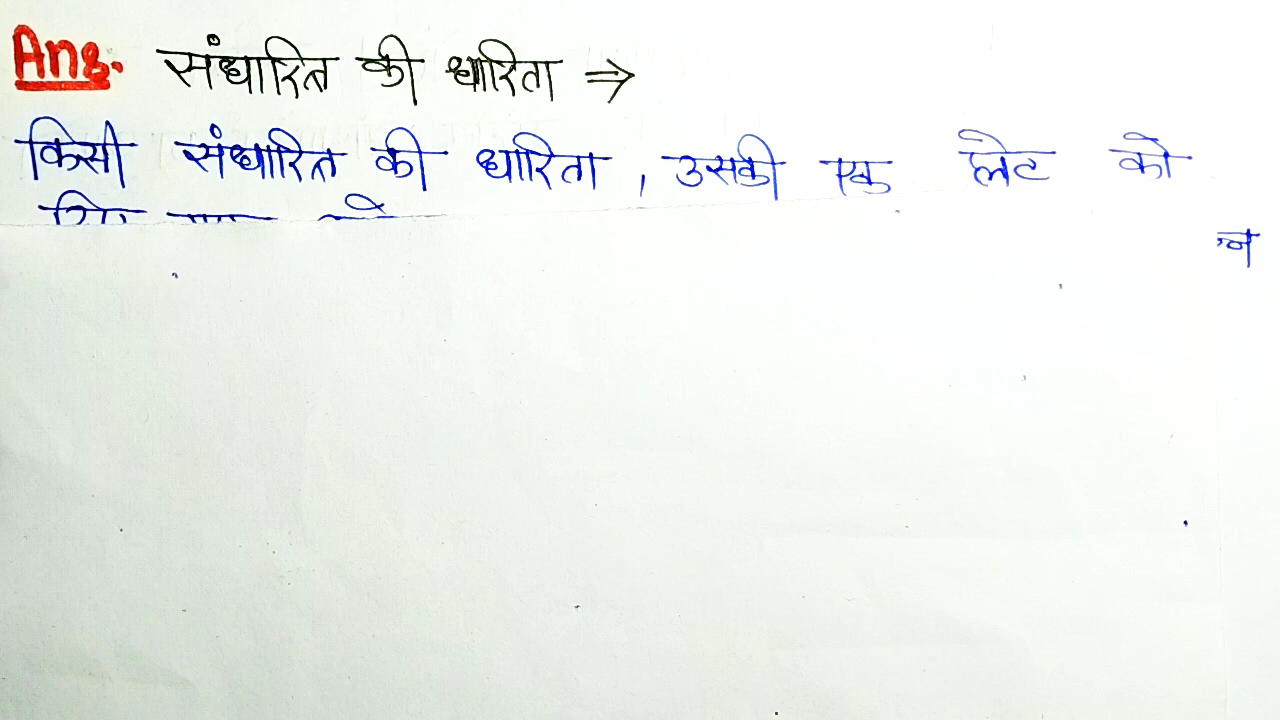 Ans. संधारित्र की धारिता ⇒
किसी संधारित्र की धारिता, उसकी एक लेट को